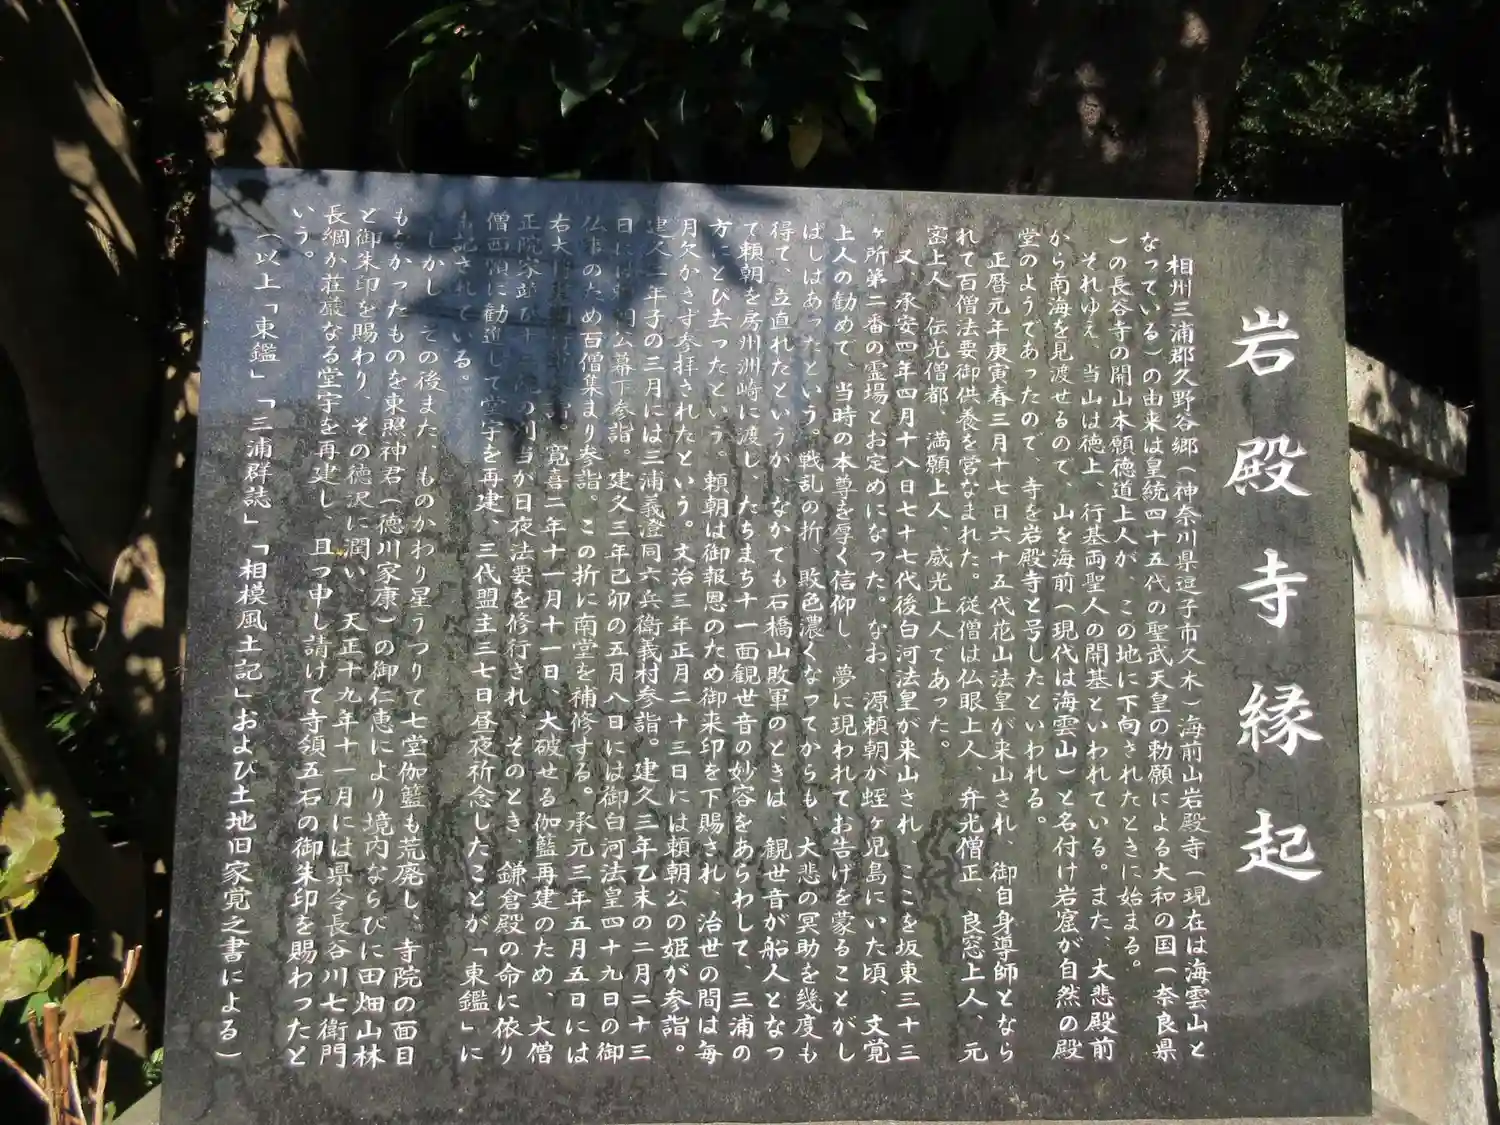 岩殿寺縁起
相州三浦郡久野谷郷(神奈川県逗子市久木)海前山岩殿寺(現在は海雲山と
なっている)の由来は皇統四十五代の聖武天皇の勅願による大和の国(奈良県
)の長谷寺の開山本願徳道上人が、この地に下向されたときに始まる。
それゆえ、当山は徳上、行基両聖人の開基といわれている。また、大悲殿前
から南海を見渡せるので、山を海前(現代は海雲山)と名付け岩窟が自然の殿
堂のようであったので、寺を岩殿寺と号したといわれる。
正暦元年庚寅春三月十七日六十五代花山法皇が来山され、御自身導師となら
れて百僧法要御供養を営なまれた。従僧は仏眼上人、弁光僧正、良窓上人、元
密上人、伝光僧都、満願上人、威光上人であった。
又、承安四年四月十八日七十七代後白河法皇が来山され、ここを坂東三十三
ヶ所第二番の霊場とお定めになった。なお、源頼朝が蛭ヶ児島にいた頃、文覚
上人の勧めで、当時の本尊を厚く信仰し、夢に現われてお告げを蒙ることがし
ばしはあったという。戦乱の折、敗色濃くなってからも、大悲の冥助を幾度も
得て、立直れたというが、なかでも石橋山敗軍のときは、観世音が船人となつ
て頼朝を房州洲崎に渡し、たちまち十一面観世音の妙容をあらわして、三浦の
方にとび去ったという。頼朝は御報恩のため御来印を下賜され、治世の間は毎
月欠かさず参拝されたという。文治三年正月二十三日には頼朝公の姫が参詣。
建久二年子の三月には三浦義澄同六兵衛義村参詣。建久三年乙末の二月二十三
日には 公幕下参詣。建久三年己卯の五月八日には御白河法皇四十九日の御
仏事のため百僧集まり参詣。この折に南堂を補修する。承元三年五月五日には
右大 。寛喜二年十一月十一日、大破せる伽籃再建のため、大僧
正院家跡 当が日夜法要を修行され、そのとき、鎌倉殿の命に依り
僧西願に勧進して堂宇を再建、三代盟主三七日昼夜祈念したことが「東鑑」に
も記されている。
しかし、その後また。ものかわり星うつりて七堂伽籃も荒廃し、寺院の面目
もなかったものを東照神君(徳川家康)の御仁恵により境内ならびに田畑山林
と御朱印を賜わり、その徳沢に潤い、天正十九年十一月には県令長谷川七衛門
長綱が荘厳なる堂宇を再建し、且つ申し請けて寺領五石の御朱印を賜わったと
いう。
(以上「東鑑」「三浦群誌」「相模風土記」および土地旧家覚之書による)